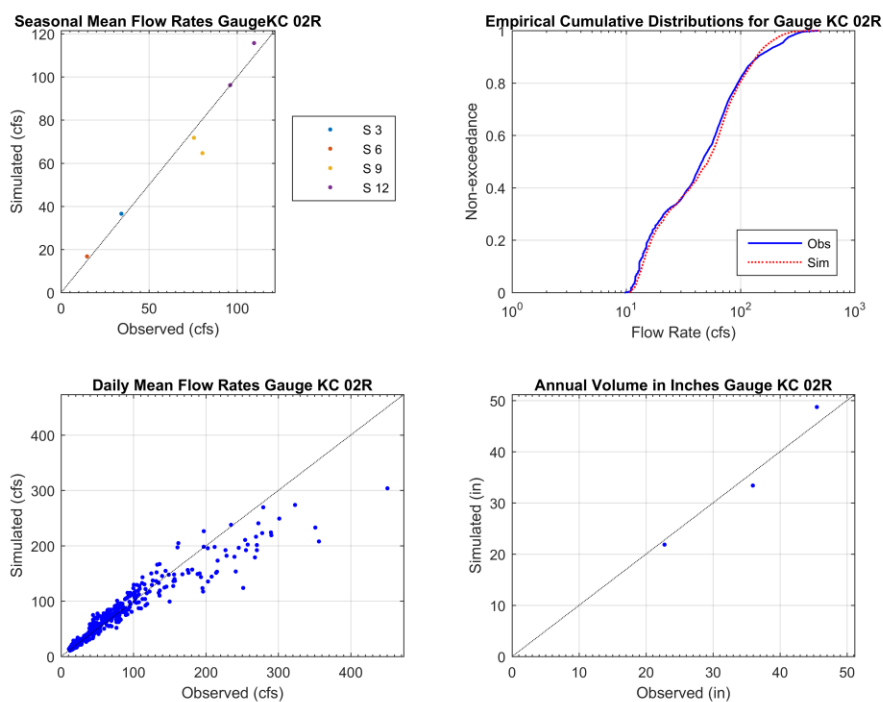 Seasonal Mean Flow Rates GaugeKC 02R
120
100
80
60
40
20
0
0
50
100
Simulated (cfs)
Observed (cfs)
S 3
S 6
S 9
S 12
Empirical Cumulative Distributions for Gauge KC 02R
1
0.8
0.6
0.4
0.2
0
10^0
10^1
10^2
10^3
Non-exceedance
Flow Rate (cfs)
Obs
Sim
Daily Mean Flow Rates Gauge KC 02R
400
300
200
100
0
0
100
200
300
400
Simulated (cfs)
Observed (cfs)
Annual Volume in Inches Gauge KC 02R
50
40
30
20
10
0
0
10
20
30
40
50
Simulated (in)
Observed (in)